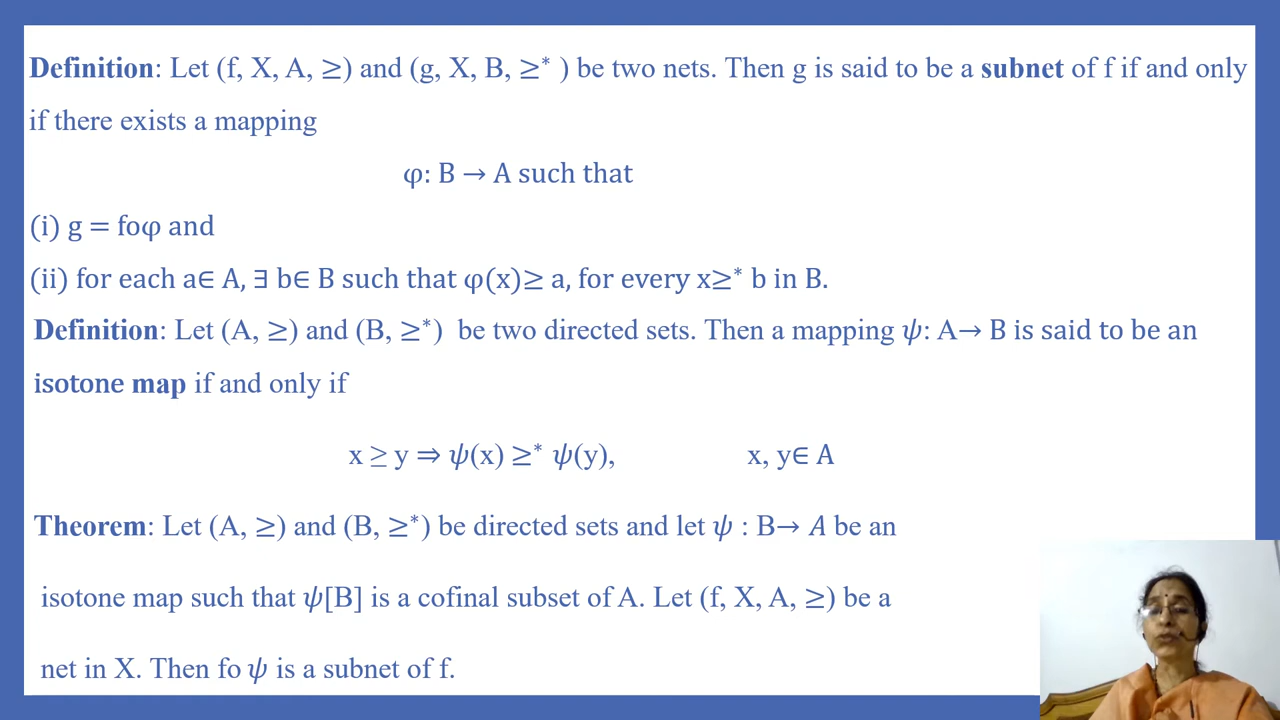 Definition: Let (f, X, A, ≥) and (g, X, B, ≥* ) be two nets. Then g is said to be a subnet of f if and only
if there exists a mapping
φ: B → A such that
(i) g = foφ and
(ii) for each a∈ A, ∃ b∈ B such that φ(x)≥ a, for every x≥* b in B.
Definition: Let (A, ≥) and (B, ≥*) be two directed sets. Then a mapping ψ: A→ B is said to be an
isotone map if and only if
x ≥ y ⇒ ψ(x) ≥* ψ(y), x, y∈ A
Theorem: Let (A, ≥) and (B, ≥*) be directed sets and let ψ : B→ A be an
isotone map such that ψ[B] is a cofinal subset of A. Let (f, X, A, ≥) be a
net in X. Then fo ψ is a subnet of f.